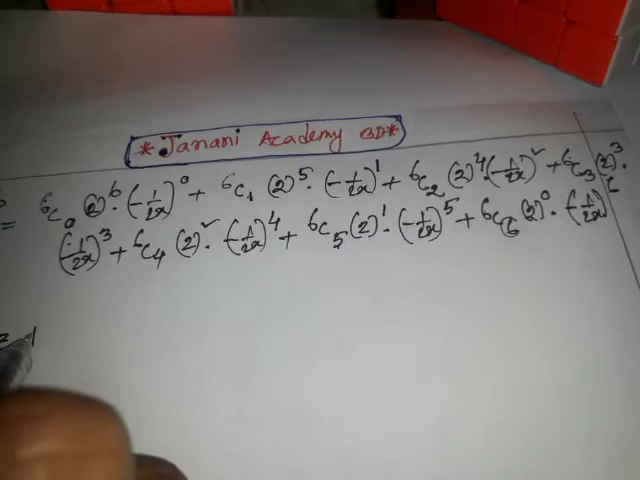 *Janani Academy BD*
6
= ⁶C₀ (2)⁶·(-1/2x)⁰ + ⁶C₁ (2)⁵·(-1/2x)¹ + ⁶C₂ (2)⁴·(-1/2x)² + ⁶C₃ (2)³·
(-1/2x)³ + ⁶C₄ (2)²·(-1/2x)⁴ + ⁶C₅ (2)¹·(-1/2x)⁵ + ⁶C₆ (2)⁰·(-1/2x)⁶
= 1